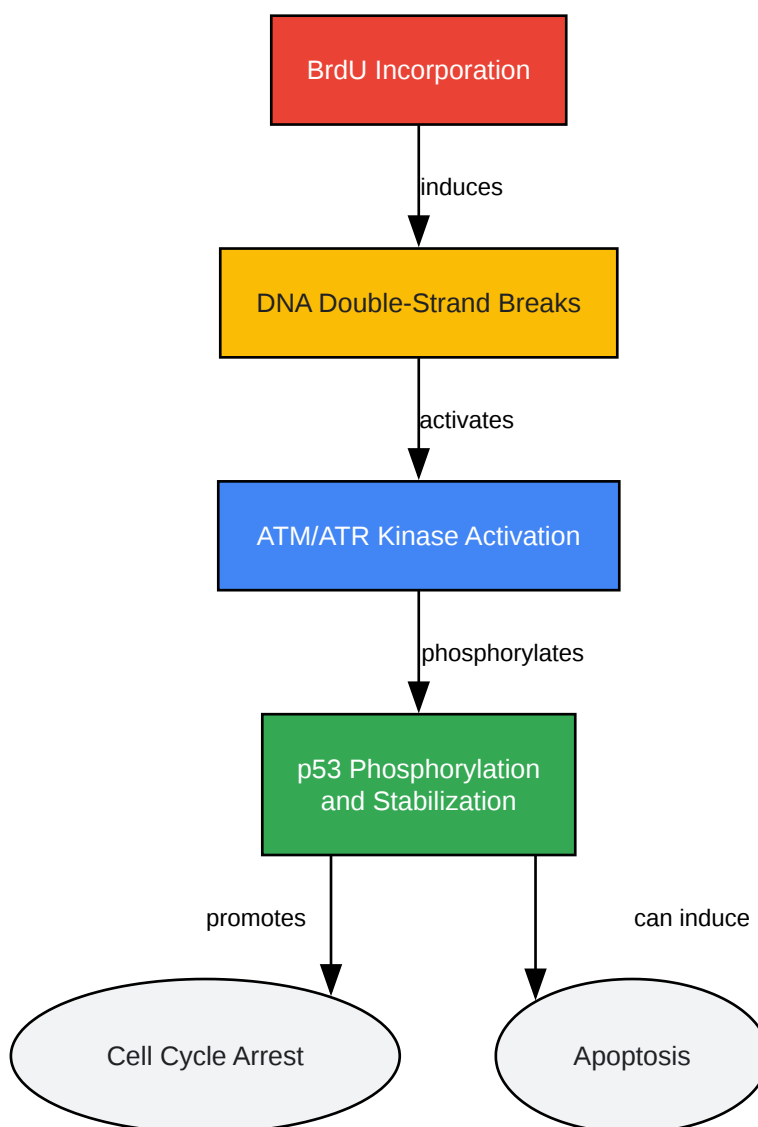 BrdU Incorporation
induces
DNA Double-Strand Breaks
activates
ATM/ATR Kinase Activation
phosphorylates
p53 Phosphorylation
and Stabilization
promotes
can induce
Cell Cycle Arrest
Apoptosis